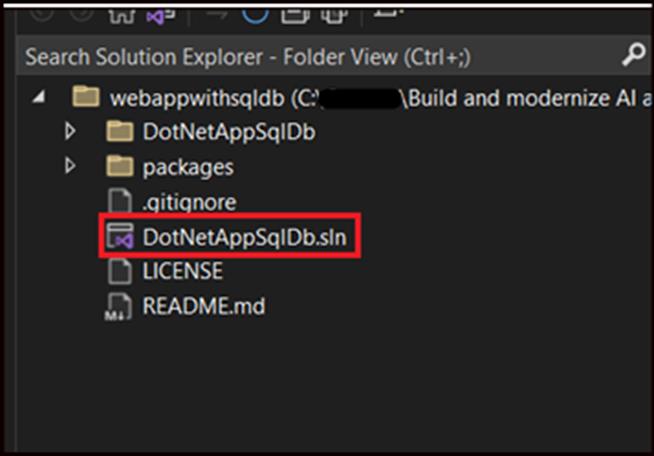 Search Solution Explorer - Folder View (Ctrl+;)
webappwithsqldb (C:\ \Build and modernize AI a
DotNetAppSqlDb
packages
.gitignore
DotNetAppSqlDb.sln
LICENSE
M↓ README.md